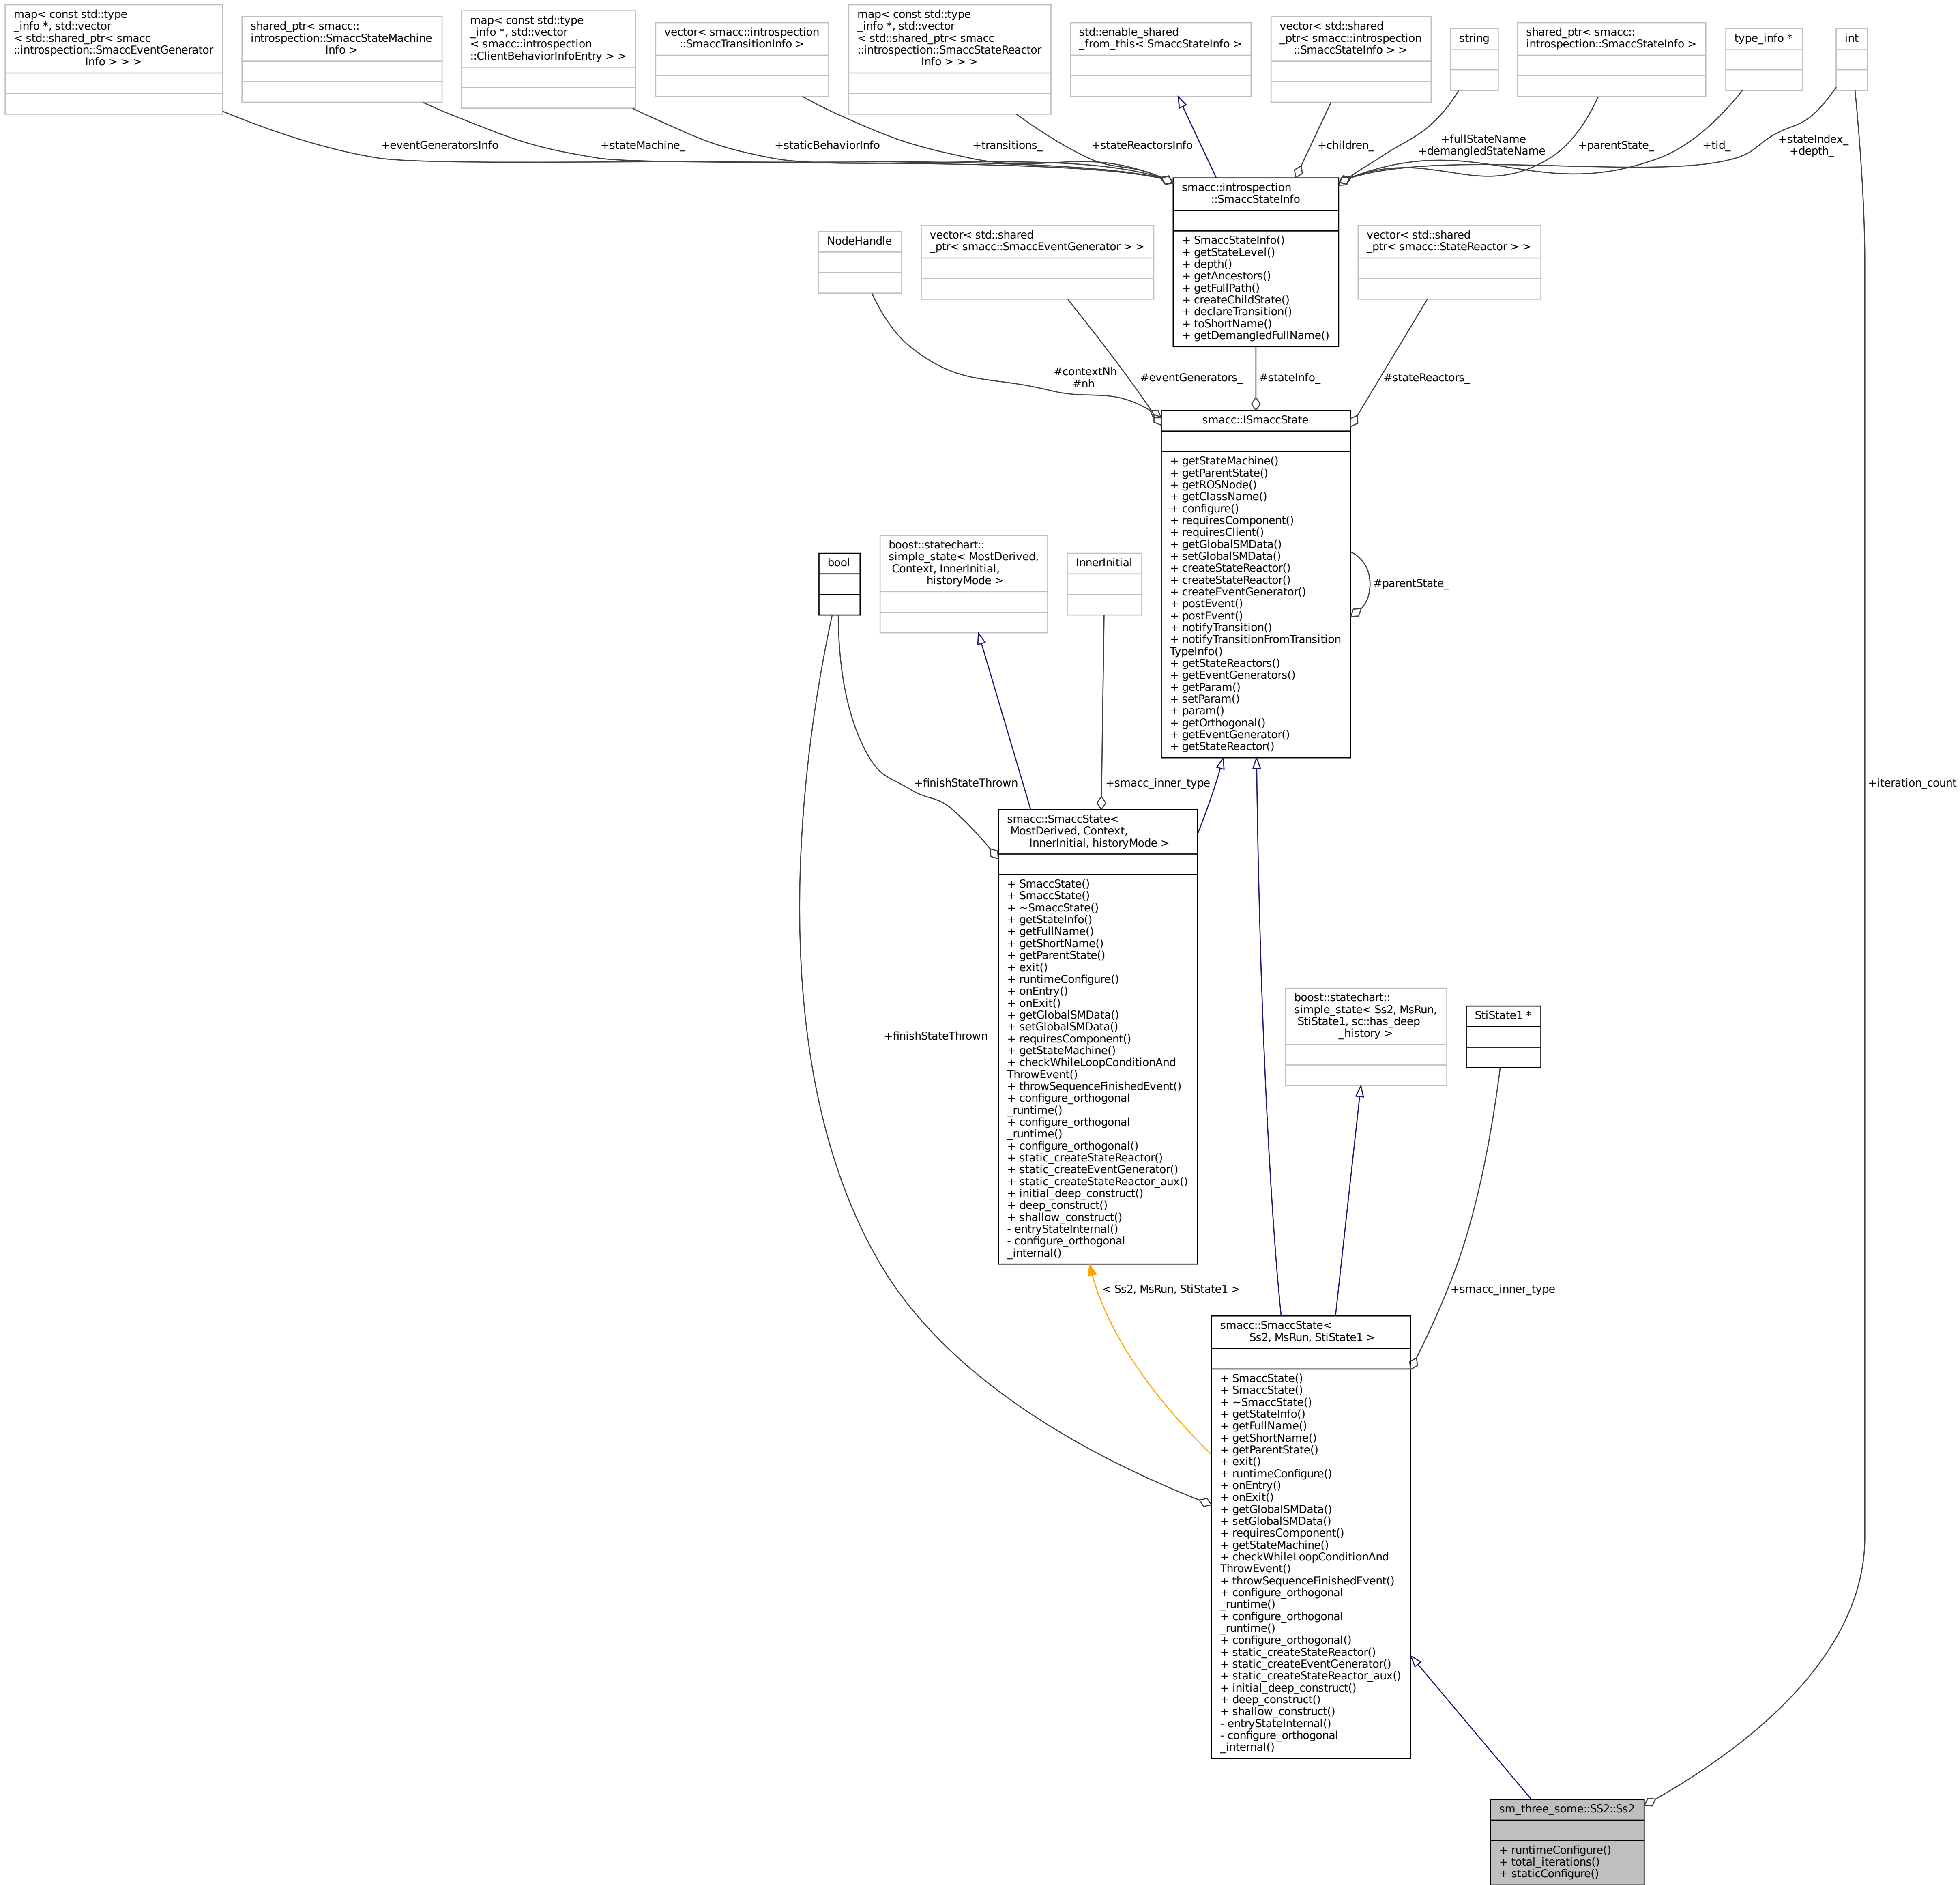 map< const std::type
_info *, std::vector
< std::shared_ptr< smacc
::introspection::SmaccEventGenerator
Info > > >
shared_ptr< smacc::
introspection::SmaccStateMachine
Info >
map< const std::type
_info *, std::vector
< smacc::introspection
::ClientBehaviorInfoEntry > >
vector< smacc::introspection
::SmaccTransitionInfo >
map< const std::type
_info *, std::vector
< std::shared_ptr< smacc
::introspection::SmaccStateReactor
Info > > >
std::enable_shared
_from_this< SmaccStateInfo >
vector< std::shared
_ptr< smacc::introspection
::SmaccStateInfo > >
string
shared_ptr< smacc::
introspection::SmaccStateInfo >
type_info *
int
+eventGeneratorsInfo
+stateMachine_
+staticBehaviorInfo
+transitions_
+stateReactorsInfo
+children_
+fullStateName
+demangledStateName
+parentState_
+tid_
+stateIndex_
+depth_
smacc::introspection
::SmaccStateInfo
+ SmaccStateInfo()
+ getStateLevel()
+ depth()
+ getAncestors()
+ getFullPath()
+ createChildState()
+ declareTransition()
+ toShortName()
+ getDemangledFullName()
NodeHandle
vector< std::shared
_ptr< smacc::SmaccEventGenerator > >
vector< std::shared
_ptr< smacc::StateReactor > >
#contextNh
#nh
#eventGenerators_
#stateInfo_
#stateReactors_
smacc::ISmaccState
+ getStateMachine()
+ getParentState()
+ getROSNode()
+ getClassName()
+ configure()
+ requiresComponent()
+ requiresClient()
+ getGlobalSMData()
+ setGlobalSMData()
+ createStateReactor()
+ createStateReactor()
+ createEventGenerator()
+ postEvent()
+ postEvent()
+ notifyTransition()
+ notifyTransitionFromTransition
TypeInfo()
+ getStateReactors()
+ getEventGenerators()
+ getParam()
+ setParam()
+ param()
+ getOrthogonal()
+ getEventGenerator()
+ getStateReactor()
#parentState_
bool
boost::statechart::
simple_state< MostDerived,
Context, InnerInitial,
historyMode >
InnerInitial
+finishStateThrown
+smacc_inner_type
+iteration_count
smacc::SmaccState<
MostDerived, Context,
InnerInitial, historyMode >
+ SmaccState()
+ SmaccState()
+ ~SmaccState()
+ getStateInfo()
+ getFullName()
+ getShortName()
+ getParentState()
+ exit()
+ runtimeConfigure()
+ onEntry()
+ onExit()
+ getGlobalSMData()
+ setGlobalSMData()
+ requiresComponent()
+ getStateMachine()
+ checkWhileLoopConditionAnd
ThrowEvent()
+ throwSequenceFinishedEvent()
+ configure_orthogonal
_runtime()
+ configure_orthogonal
_runtime()
+ configure_orthogonal()
+ static_createStateReactor()
+ static_createEventGenerator()
+ static_createStateReactor_aux()
+ initial_deep_construct()
+ deep_construct()
+ shallow_construct()
- entryStateInternal()
- configure_orthogonal
_internal()
+finishStateThrown
boost::statechart::
simple_state< Ss2, MsRun,
StiState1, sc::has_deep
_history >
StiState1 *
< Ss2, MsRun, StiState1 >
+smacc_inner_type
smacc::SmaccState<
Ss2, MsRun, StiState1 >
+ SmaccState()
+ SmaccState()
+ ~SmaccState()
+ getStateInfo()
+ getFullName()
+ getShortName()
+ getParentState()
+ exit()
+ runtimeConfigure()
+ onEntry()
+ onExit()
+ getGlobalSMData()
+ setGlobalSMData()
+ requiresComponent()
+ getStateMachine()
+ checkWhileLoopConditionAnd
ThrowEvent()
+ throwSequenceFinishedEvent()
+ configure_orthogonal
_runtime()
+ configure_orthogonal
_runtime()
+ configure_orthogonal()
+ static_createStateReactor()
+ static_createEventGenerator()
+ static_createStateReactor_aux()
+ initial_deep_construct()
+ deep_construct()
+ shallow_construct()
- entryStateInternal()
- configure_orthogonal
_internal()
sm_three_some::SS2::Ss2
+ runtimeConfigure()
+ total_iterations()
+ staticConfigure()